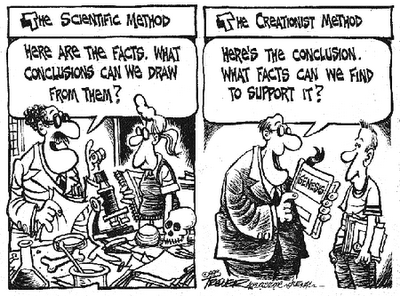 The Scientific Method
Here are the facts. What
conclusions can we draw
from them?
The Creationist Method
Here's the conclusion.
What facts can we find
to support it?
Genesis